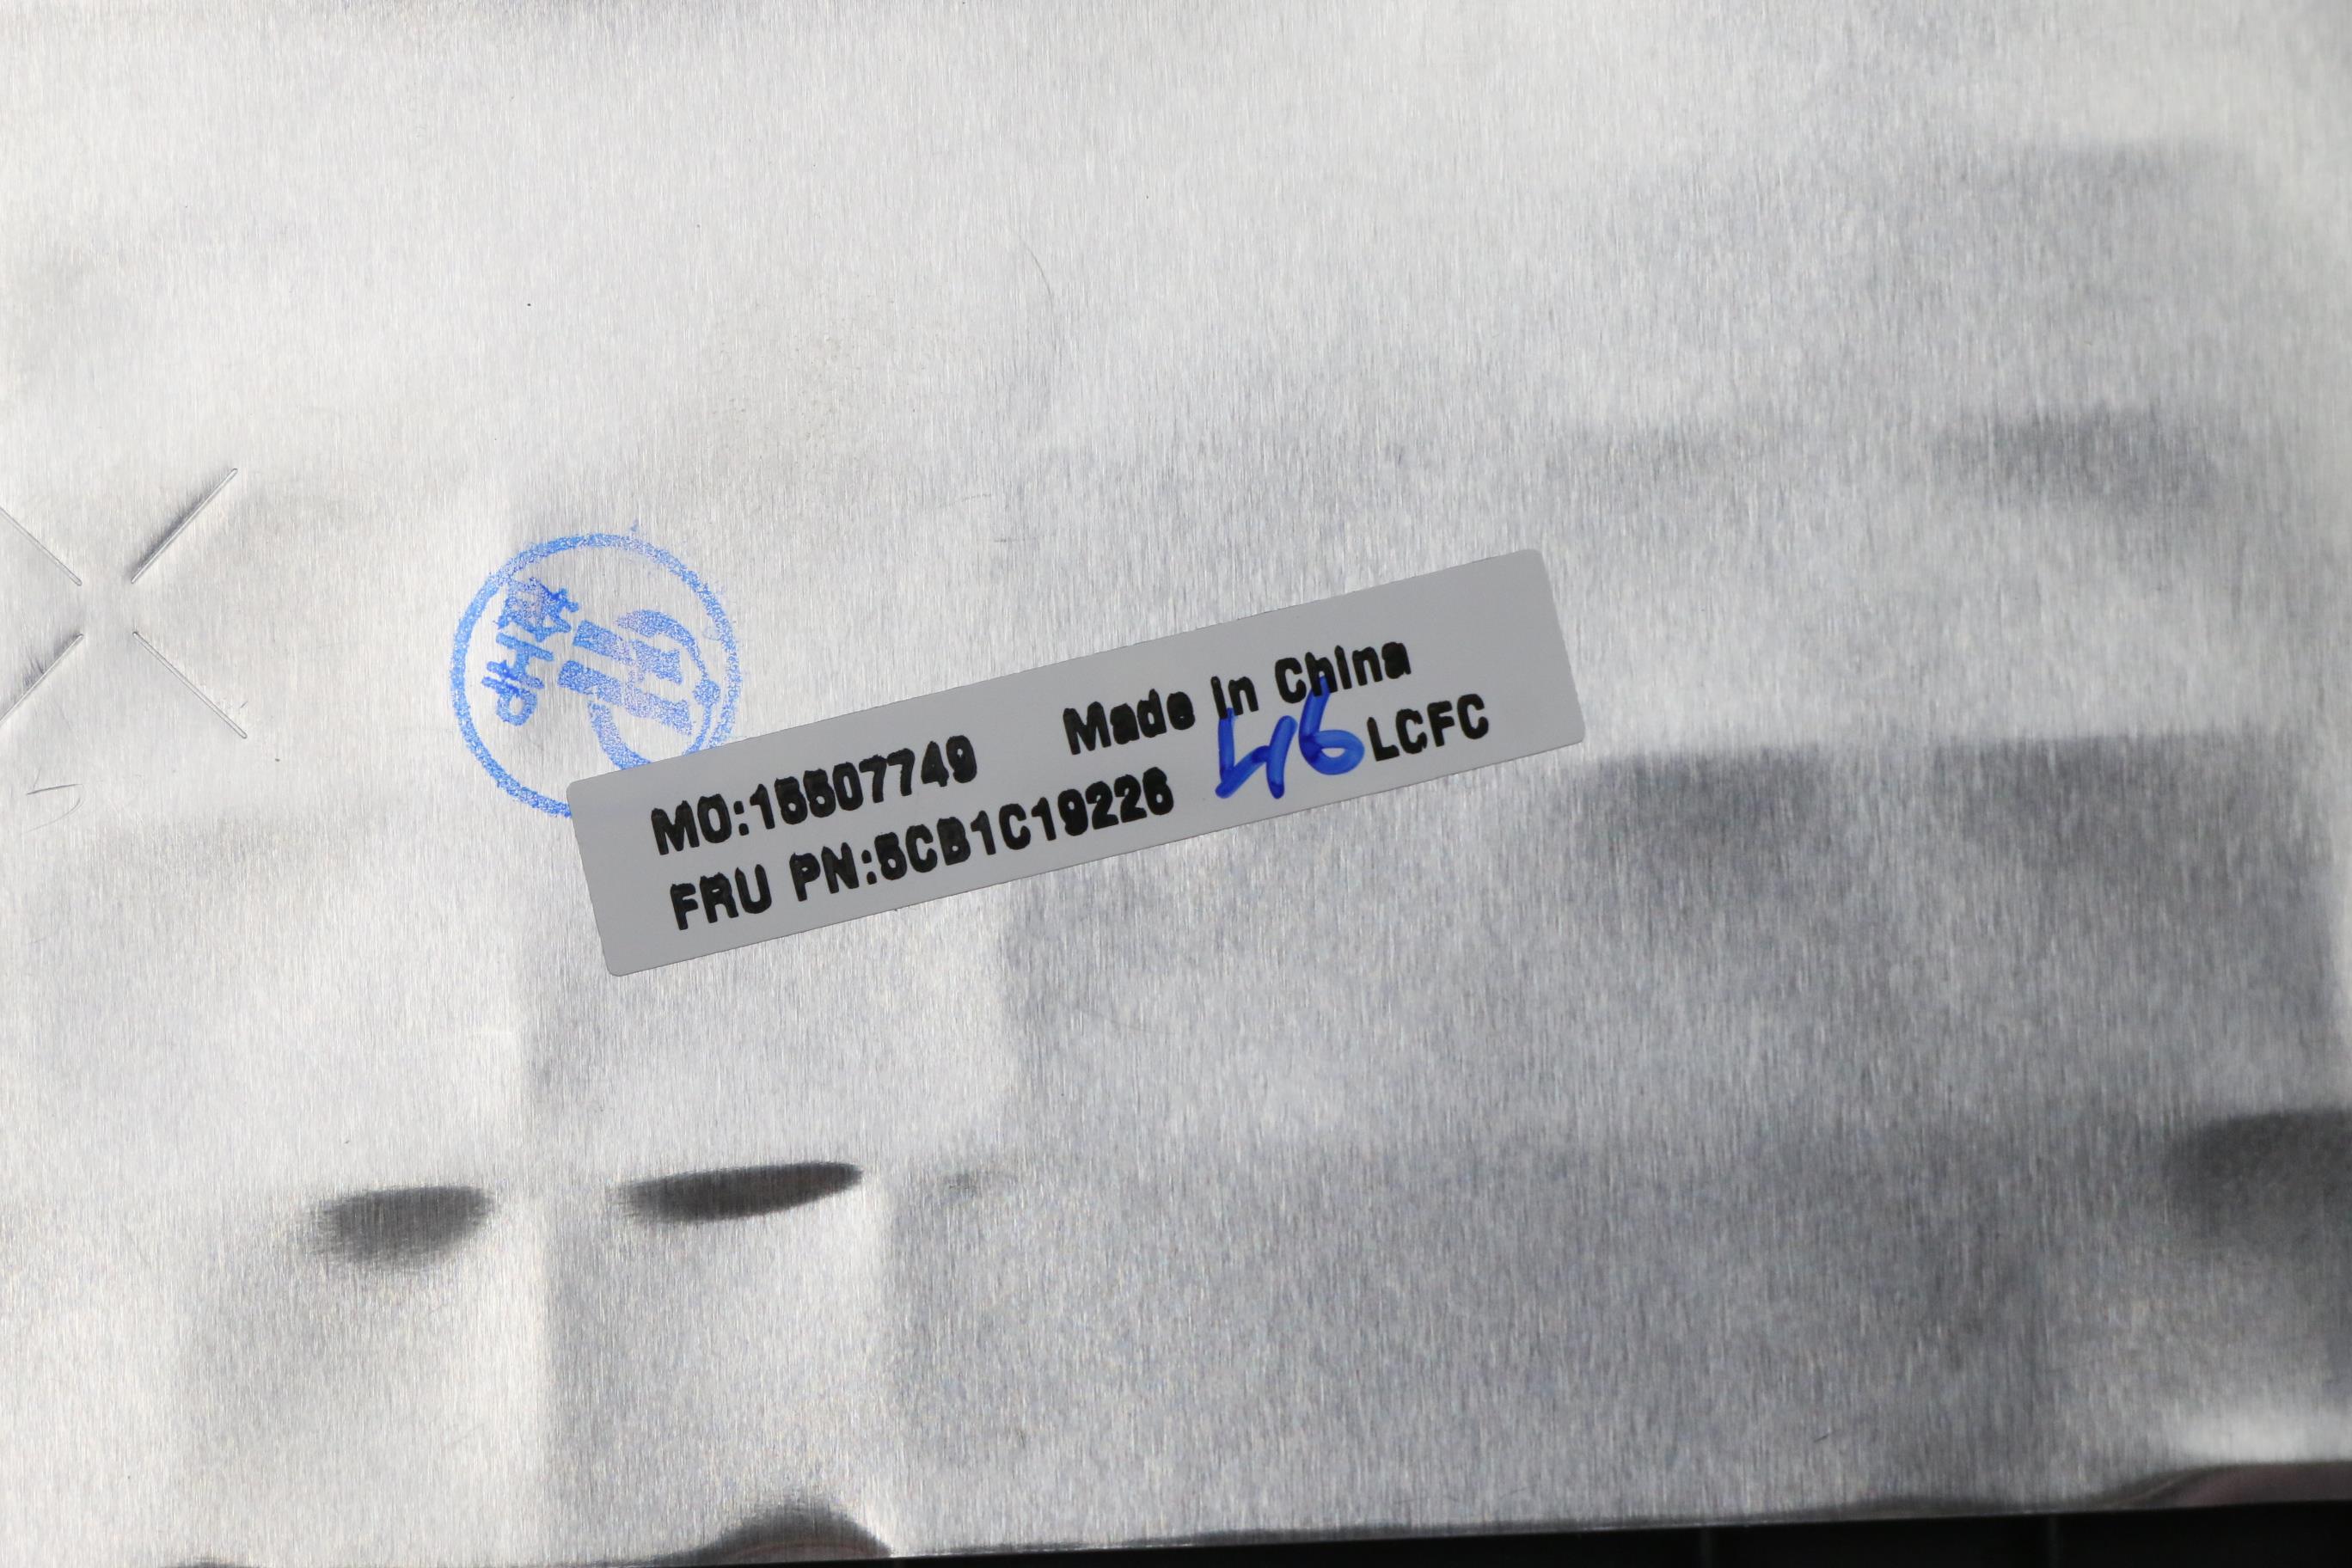 MO:15507749 Made in China
FRU PN:5CB1C19226 46 LCFC